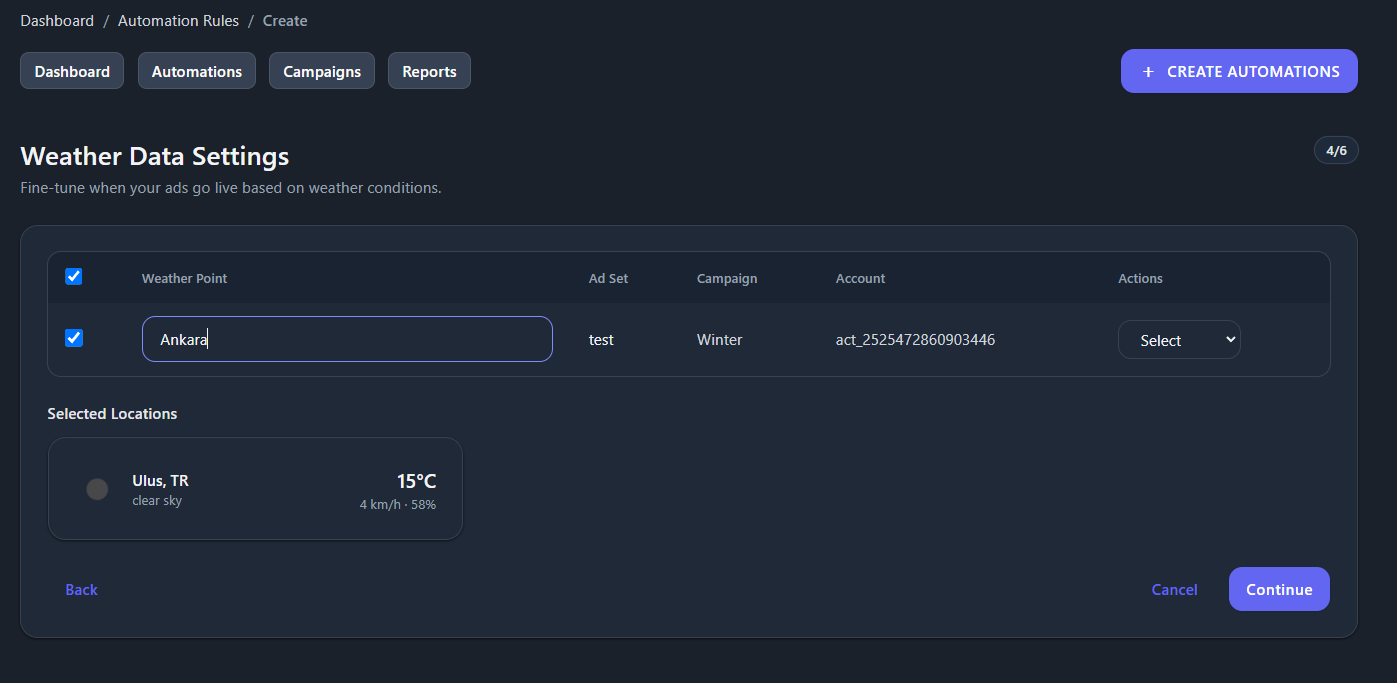 Dashboard / Automation Rules / Create
Dashboard Automations Campaigns Reports + CREATE AUTOMATIONS
Weather Data Settings 4/6
Fine-tune when your ads go live based on weather conditions.
Weather Point Ad Set Campaign Account Actions
Ankara test Winter act_2525472860903446 Select
Selected Locations
Ulus, TR 15°C
clear sky 4 km/h · 58%
Back Cancel Continue